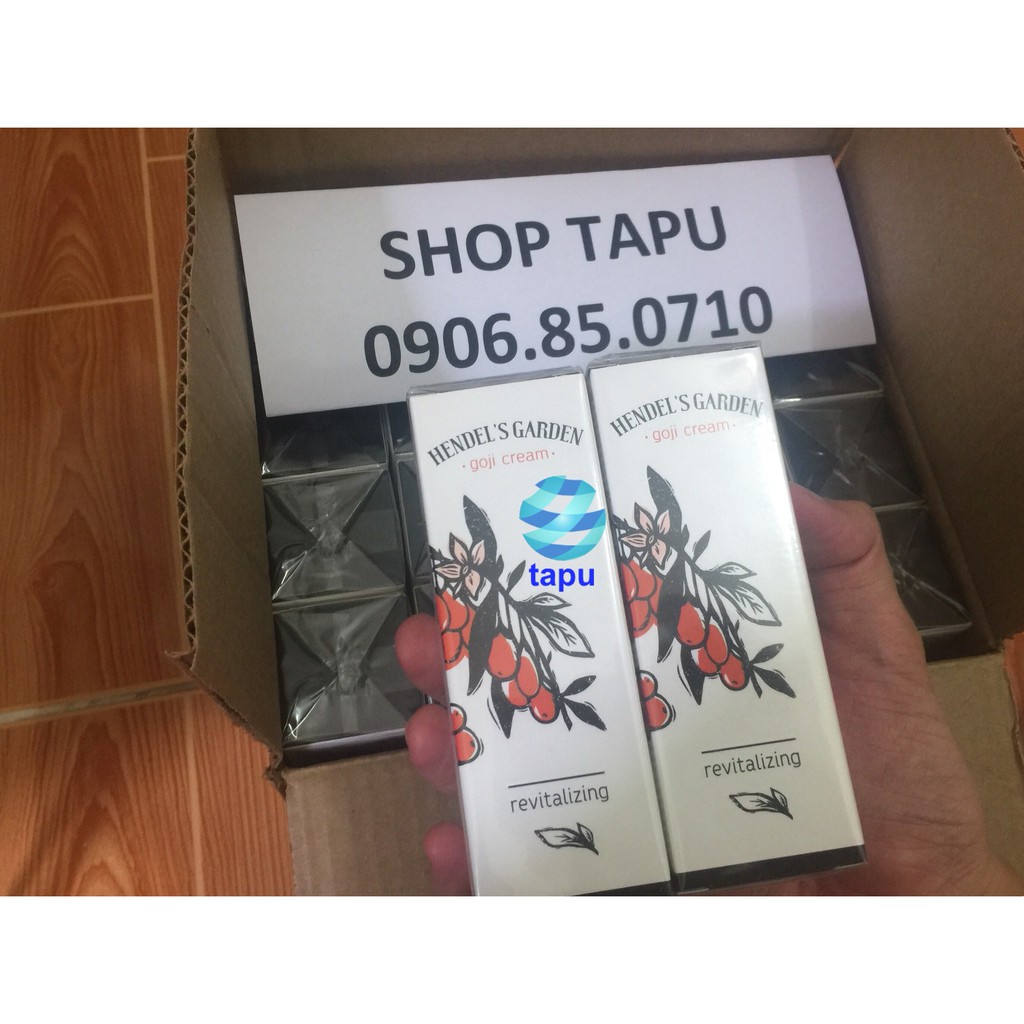 SHOP TAPU
0906.85.0710
HENDEL'S GARDEN
· goji cream ·
tapu
revitalizing
HENDEL'S GARDEN
· goji cream ·
revitalizing